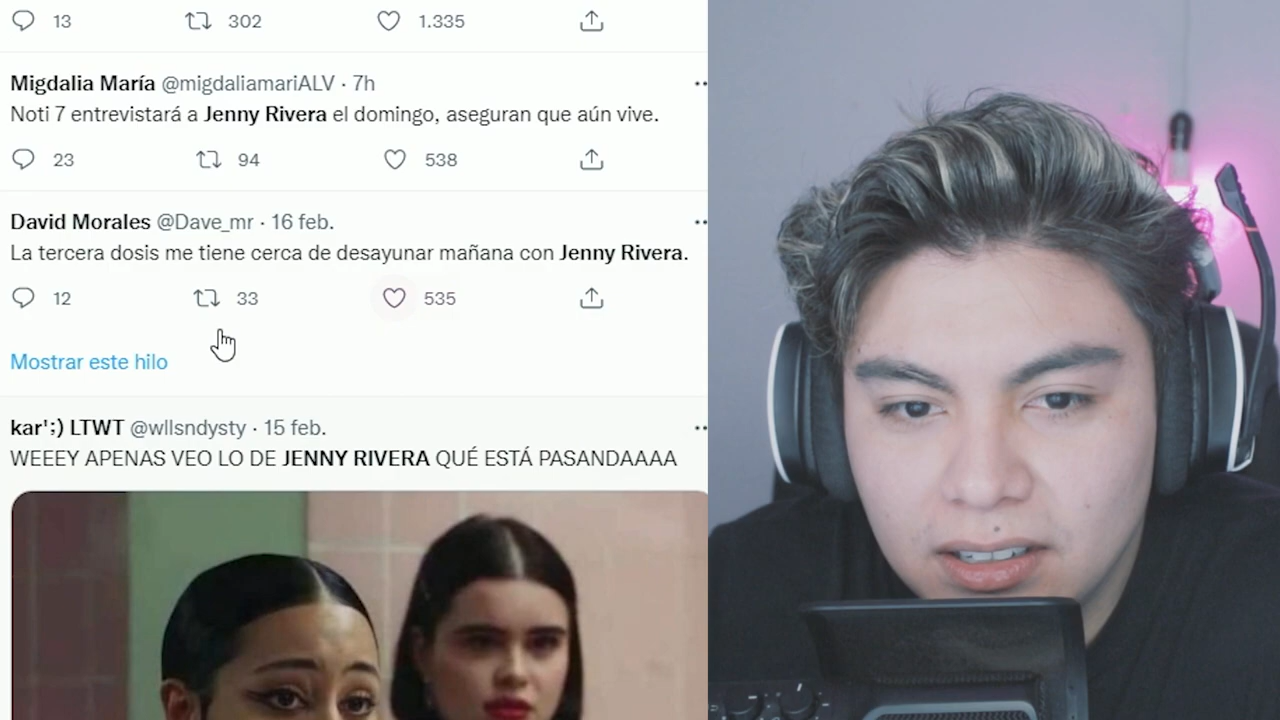 13 302 1.335
Migdalia María @migdaliamariALV · 7h
Noti 7 entrevistará a Jenny Rivera el domingo, aseguran que aún vive.
23 94 538
David Morales @Dave_mr · 16 feb.
La tercera dosis me tiene cerca de desayunar mañana con Jenny Rivera.
12 33 535
Mostrar este hilo
kar';) LTWT @wllsndysty · 15 feb.
WEEEY APENAS VEO LO DE JENNY RIVERA QUÉ ESTÁ PASANDAAAA